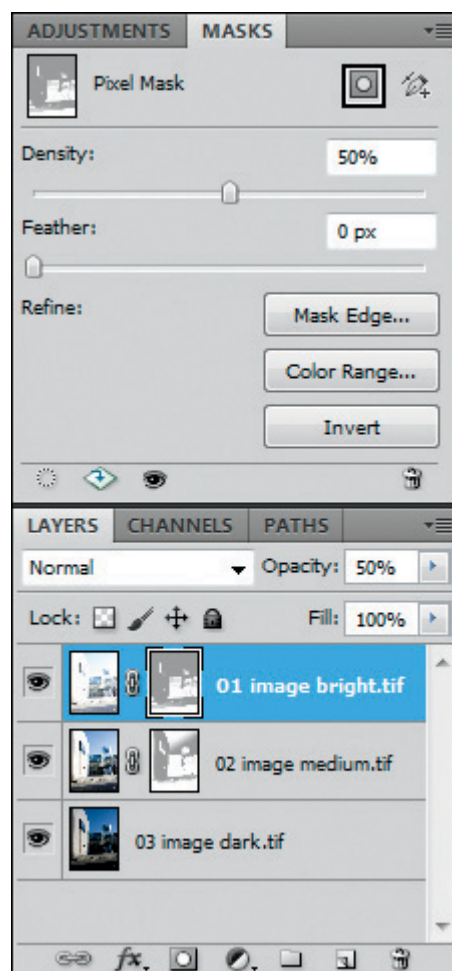 ADJUSTMENTS MASKS
Pixel Mask
Density: 50%
Feather: 0 px
Refine: Mask Edge...
Color Range...
Invert
LAYERS CHANNELS PATHS
Normal Opacity: 50%
Lock: Fill: 100%
01 image bright.tif
02 image medium.tif
03 image dark.tif
fx.